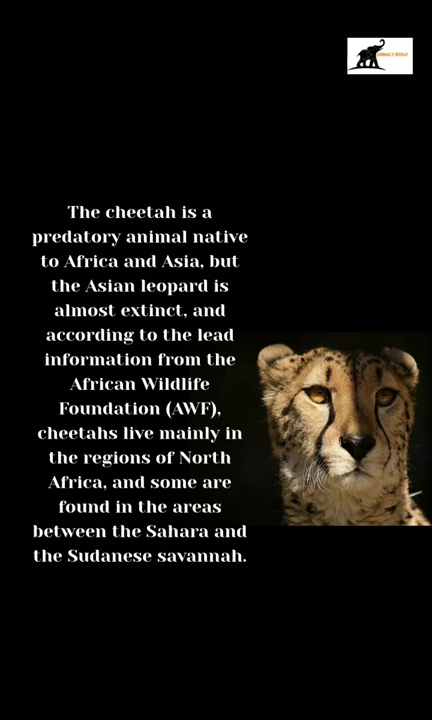 ANIMAL'S WORLD
The cheetah is a
predatory animal native
to Africa and Asia, but
the Asian leopard is
almost extinct, and
according to the lead
information from the
African Wildlife
Foundation (AWF),
cheetahs live mainly in
the regions of North
Africa, and some are
found in the areas
between the Sahara and
the Sudanese savannah.